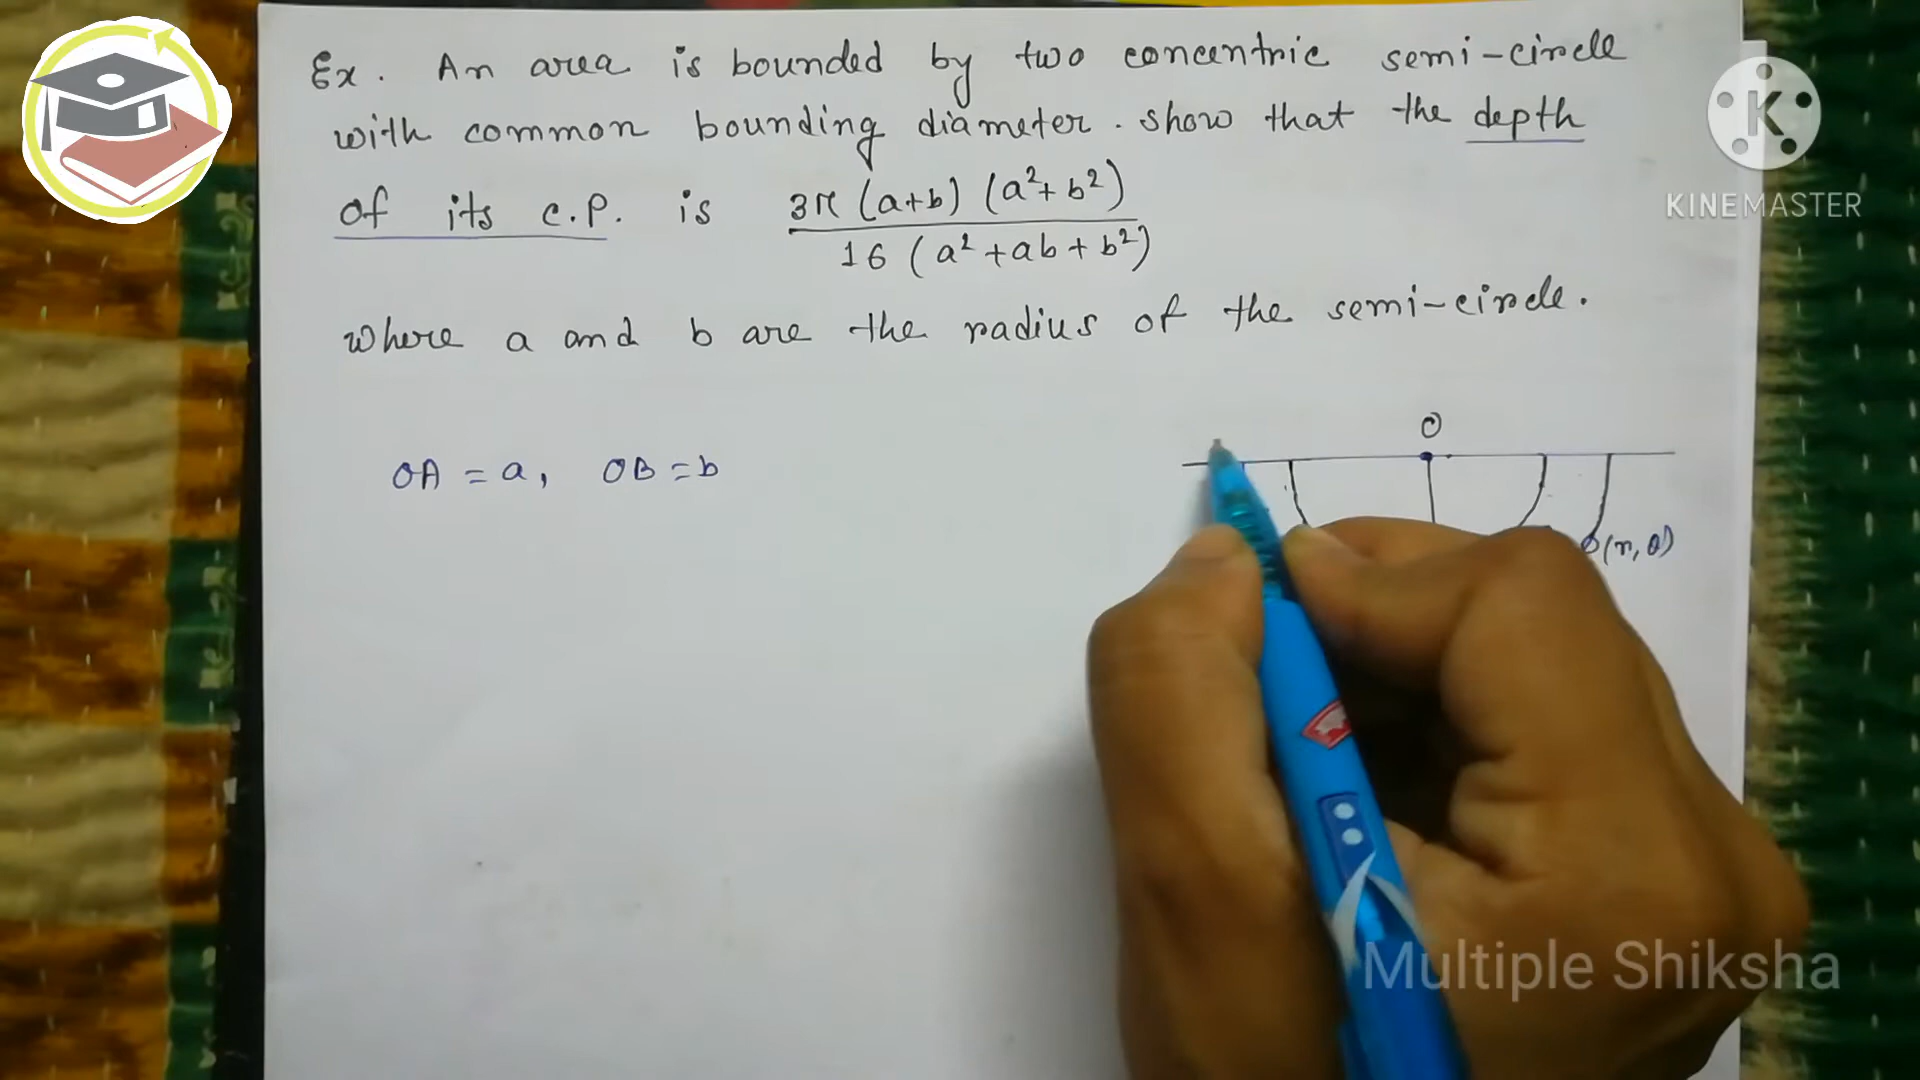 Ex. An area is bounded by two concentric semi-circle
with common bounding diameter. show that the depth
of its C.P. is 3π (a+b) (a²+b²)
16 (a²+ab+b²)
where a and b are the radius of the semi-circle.
OA = a, OB = b
O
(r, θ)
K
KINEMASTER
Multiple Shiksha